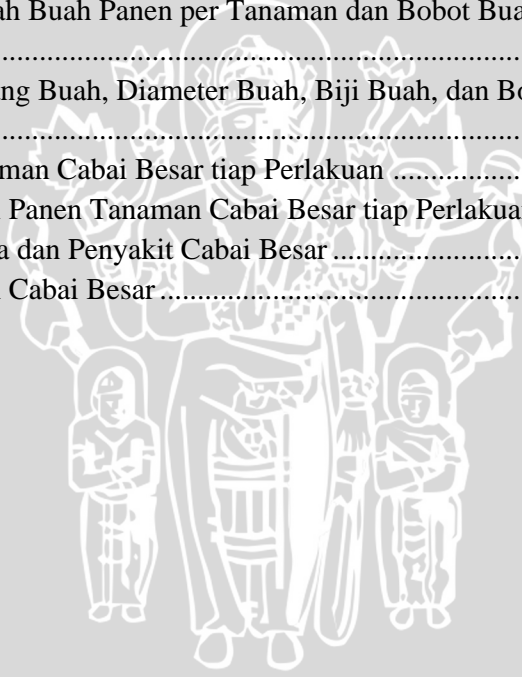 ah Buah Panen per Tanaman dan Bobot Bua
................................................................
ng Buah, Diameter Buah, Biji Buah, dan Bo
................................................................
man Cabai Besar tiap Perlakuan ................
Panen Tanaman Cabai Besar tiap Perlakuan
a dan Penyakit Cabai Besar........................
Cabai Besar.............................................